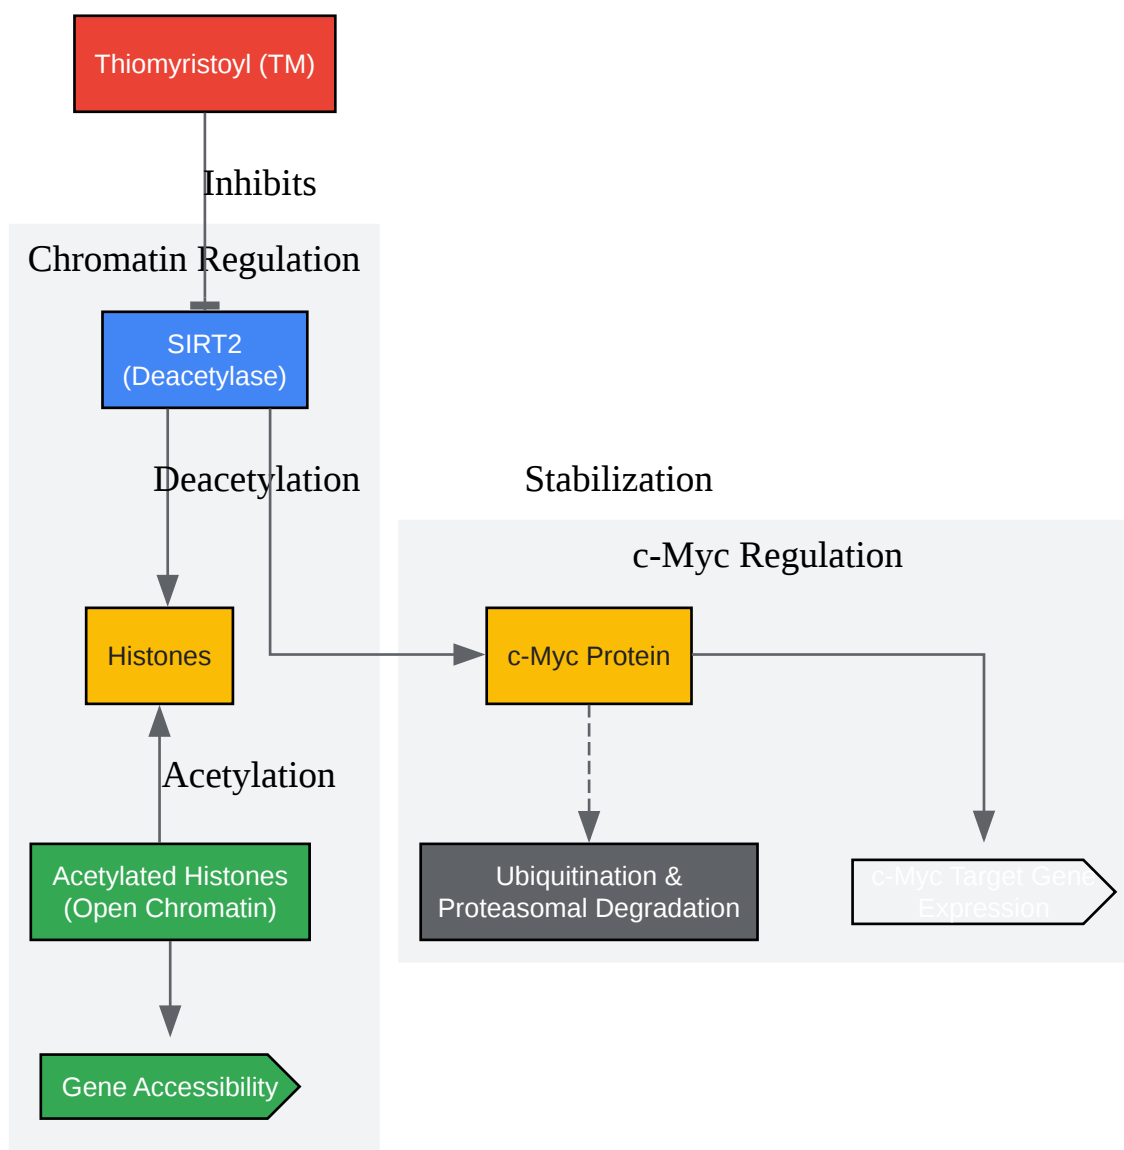 Thiomyristoyl (TM)
Inhibits
Chromatin Regulation
SIRT2
(Deacetylase)
Deacetylation
Stabilization
c-Myc Regulation
Histones
c-Myc Protein
Acetylation
Acetylated Histones
(Open Chromatin)
Ubiquitination &
Proteasomal Degradation
c-Myc Target Gene
Expression
Gene Accessibility